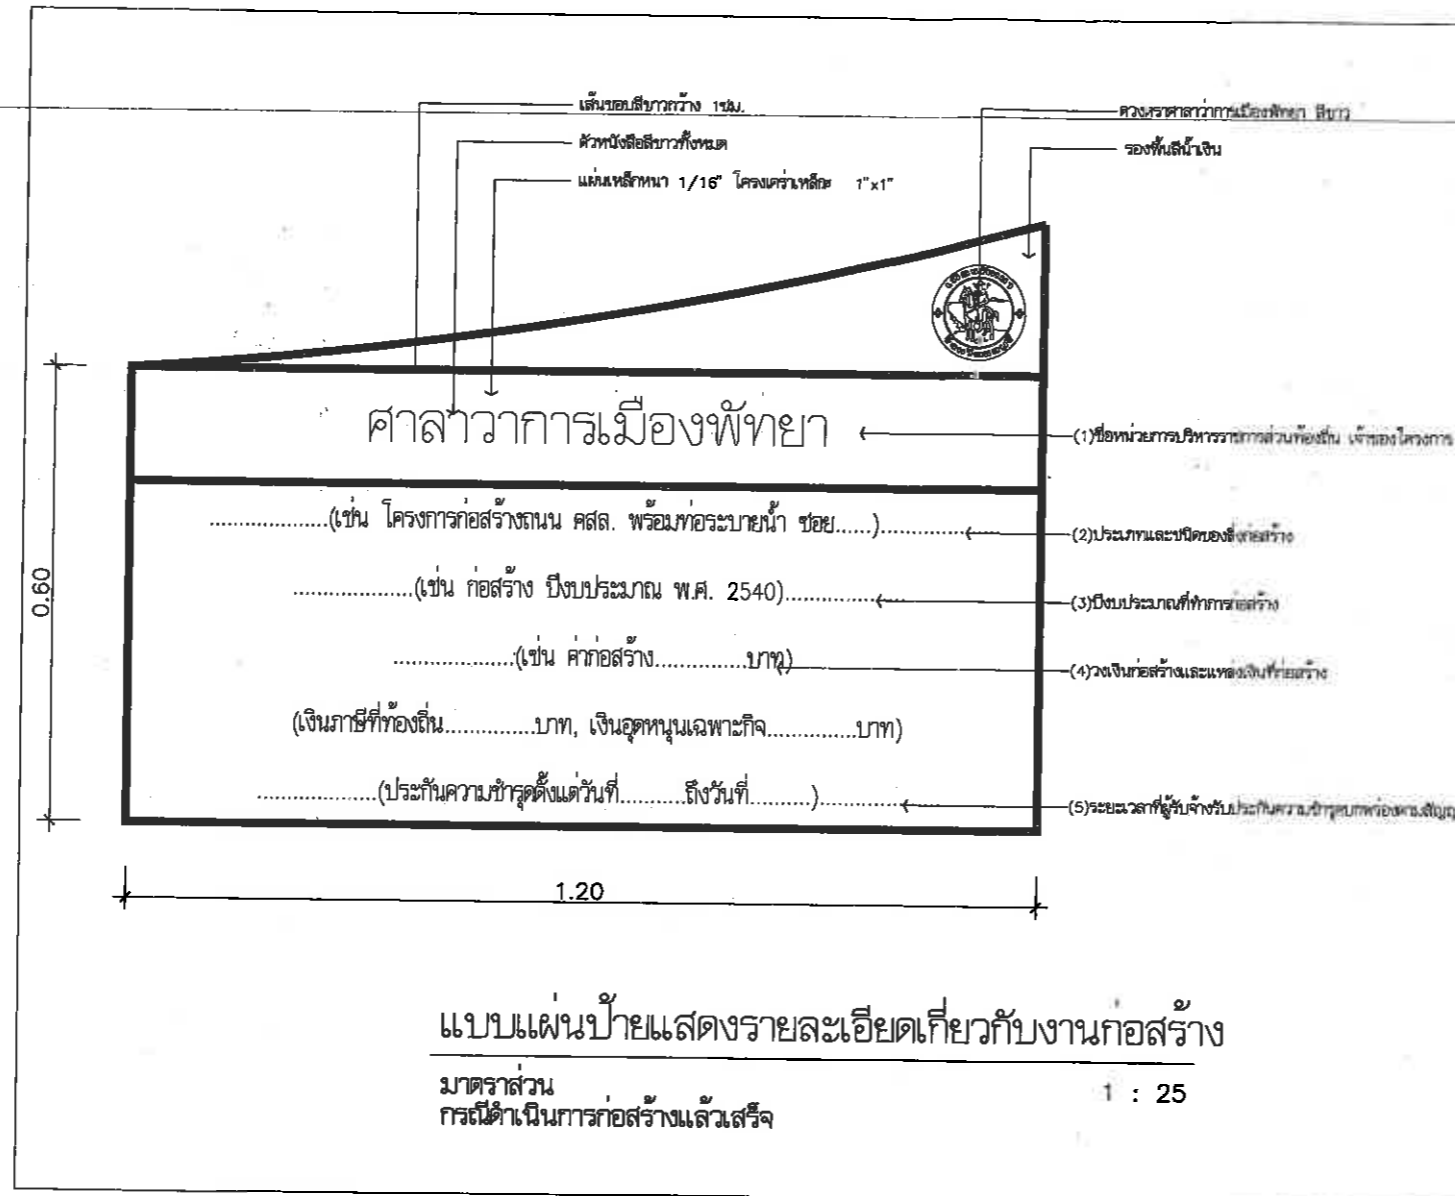 เส้นขอบสีขาวกว้าง 1ซม.
ตัวหนังสือสีขาวทั้งหมด
แผ่นเหล็กหนา 1/16" โครงเคร่าเหล็กฉะ 1"x1"
ดวงตราศาลาว่าการเมืองพัทยา สีขาว
รองพื้นสีน้ำเงิน
ศาลาว่าการเมืองพัทยา
(1)ชื่อหน่วยการบริหารราชการส่วนท้องถิ่น เจ้าของโครงการ
....................(เช่น โครงการก่อสร้างถนน คสล. พร้อมท่อระบายน้ำ ซอย......)....................
(2)ประเภทและชนิดของสิ่งก่อสร้าง
....................(เช่น ก่อสร้าง ปีงบประมาณ พ.ศ. 2540)....................
(3)ปีงบประมาณที่ทำการก่อสร้าง
....................(เช่น ค่าก่อสร้าง...............บาท)
(4)วงเงินก่อสร้างและแหล่งเงินที่ก่อสร้าง
(เงินภาษีที่ท้องถิ่น...............บาท, เงินอุดหนุนเฉพาะกิจ...............บาท)
....................(ประกันความชำรุดตั้งแต่วันที่...........ถึงวันที่..........)....................
(5)ระยะเวลาที่ผู้รับจ้างรับประกันความชำรุดบกพร่องตามสัญญ
0.60
1.20
แบบแผ่นป้ายแสดงรายละเอียดเกี่ยวกับงานก่อสร้าง
มาตราส่วน 1 : 25
กรณีดำเนินการก่อสร้างแล้วเสร็จ